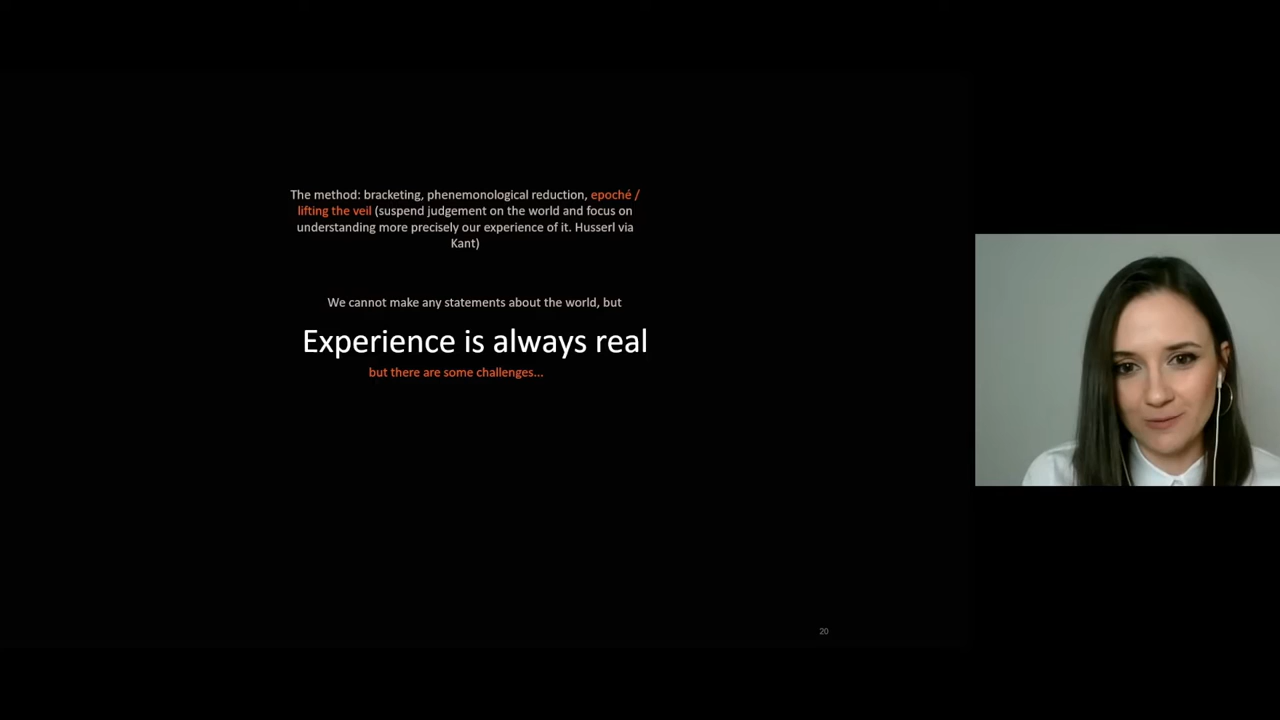 The method: bracketing, phenemonological reduction, epoché /
lifting the veil (suspend judgement on the world and focus on
understanding more precisely our experience of it. Husserl via
Kant)
We cannot make any statements about the world, but
Experience is always real
but there are some challenges...
20